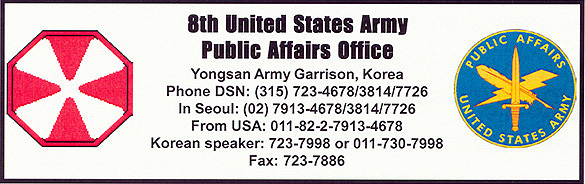 8th United States Army
Public Affairs Office
Yongsan Army Garrison, Korea
Phone DSN: (315) 723-4678/3814/7726
In Seoul: (02) 7913-4678/3814/7726
From USA: 011-82-2-7913-4678
Korean speaker: 723-7998 or 011-730-7998
Fax: 723-7886
PUBLIC AFFAIRS
UNITED STATES ARMY